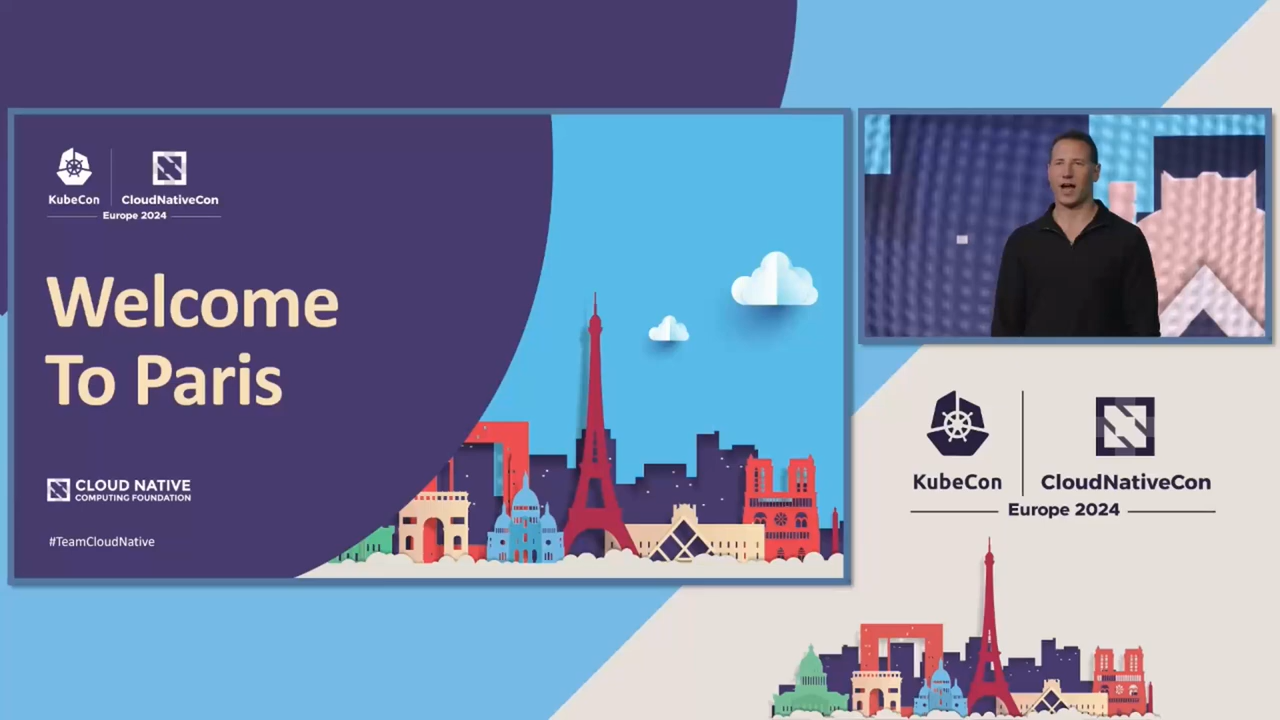 KubeCon
CloudNativeCon
Europe 2024
Welcome
To Paris
CLOUD NATIVE
COMPUTING FOUNDATION
#TeamCloudNative
KubeCon
CloudNativeCon
Europe 2024